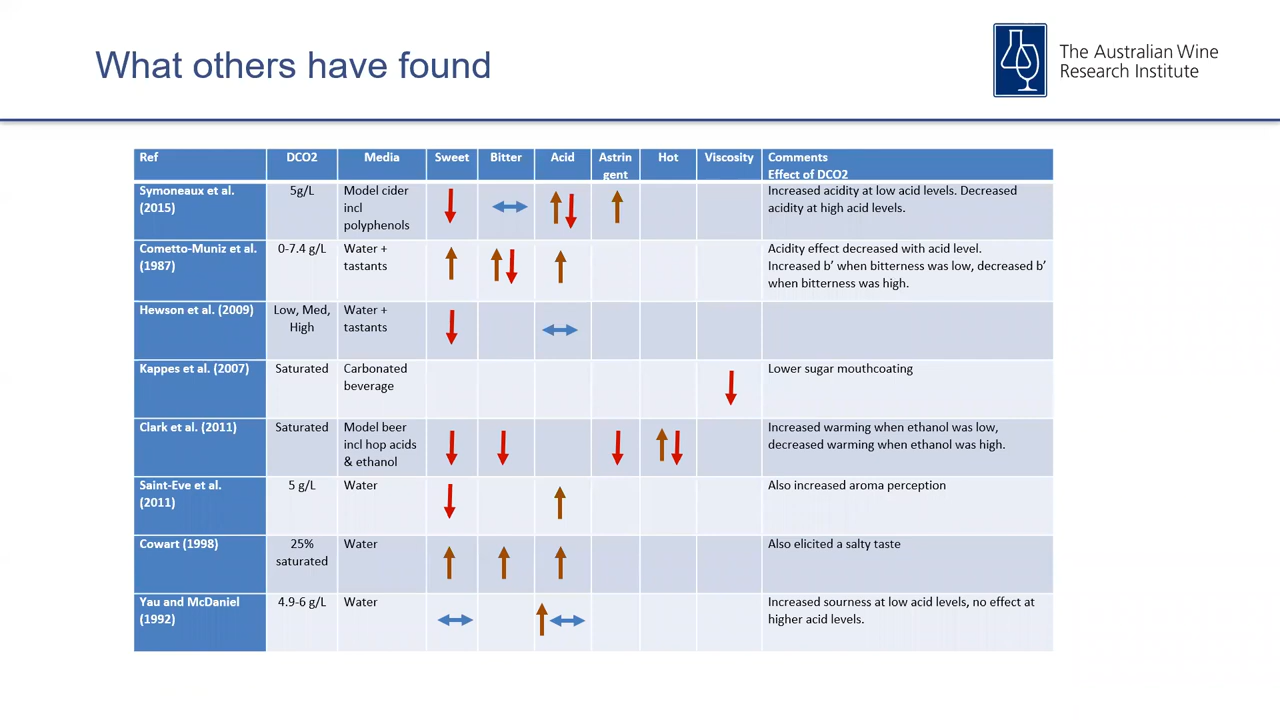 What others have found
The Australian Wine
Research Institute
Ref DCO2 Media Sweet Bitter Acid Astrin Hot Viscosity Comments
gent Effect of DCO2
Symoneaux et al. 5g/L Model cider Increased acidity at low acid levels. Decreased
(2015) incl acidity at high acid levels.
polyphenols
Cometto-Muniz et al. 0-7.4 g/L Water + Acidity effect decreased with acid level.
(1987) tastants Increased b’ when bitterness was low, decreased b’
when bitterness was high.
Hewson et al. (2009) Low, Med, Water +
High tastants
Kappes et al. (2007) Saturated Carbonated Lower sugar mouthcoating
beverage
Clark et al. (2011) Saturated Model beer Increased warming when ethanol was low,
incl hop acids decreased warming when ethanol was high.
& ethanol
Saint-Eve et al. 5 g/L Water Also increased aroma perception
(2011)
Cowart (1998) 25% Water Also elicited a salty taste
saturated
Yau and McDaniel 4.9-6 g/L Water Increased sourness at low acid levels, no effect at
(1992) higher acid levels.